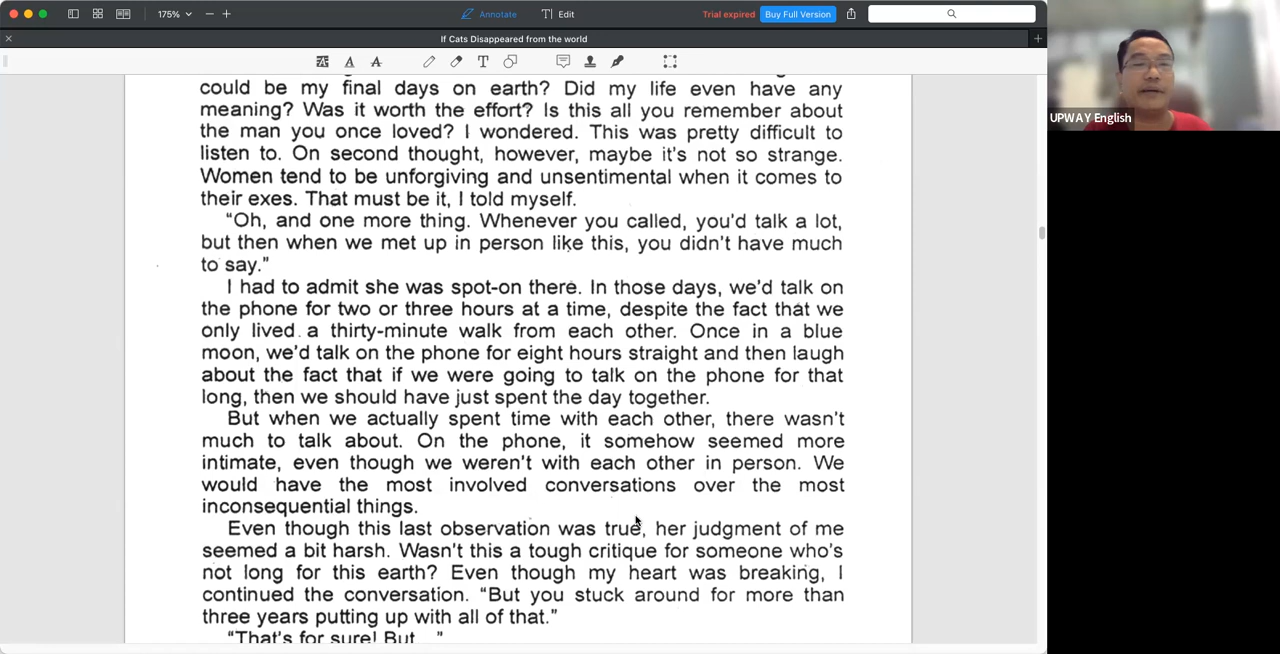 175%
Annotate
Edit
Trial expired
Buy Full Version
If Cats Disappeared from the world
UPWAY English
could be my final days on earth? Did my life even have any
meaning? Was it worth the effort? Is this all you remember about
the man you once loved? I wondered. This was pretty difficult to
listen to. On second thought, however, maybe it's not so strange.
Women tend to be unforgiving and unsentimental when it comes to
their exes. That must be it, I told myself.
“Oh, and one more thing. Whenever you called, you'd talk a lot,
but then when we met up in person like this, you didn't have much
to say.”
I had to admit she was spot-on there. In those days, we'd talk on
the phone for two or three hours at a time, despite the fact that we
only lived a thirty-minute walk from each other. Once in a blue
moon, we'd talk on the phone for eight hours straight and then laugh
about the fact that if we were going to talk on the phone for that
long, then we should have just spent the day together.
But when we actually spent time with each other, there wasn't
much to talk about. On the phone, it somehow seemed more
intimate, even though we weren't with each other in person. We
would have the most involved conversations over the most
inconsequential things.
Even though this last observation was true, her judgment of me
seemed a bit harsh. Wasn't this a tough critique for someone who's
not long for this earth? Even though my heart was breaking, I
continued the conversation. “But you stuck around for more than
three years putting up with all of that.”
“That's for sure! But...”